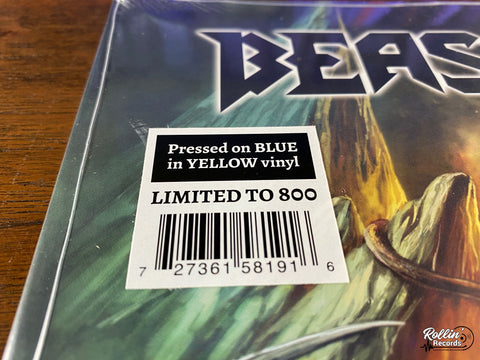 BEAS
Pressed on BLUE
in YELLOW vinyl
LIMITED TO 800
7 27361 58191 6
Rollin'
Records